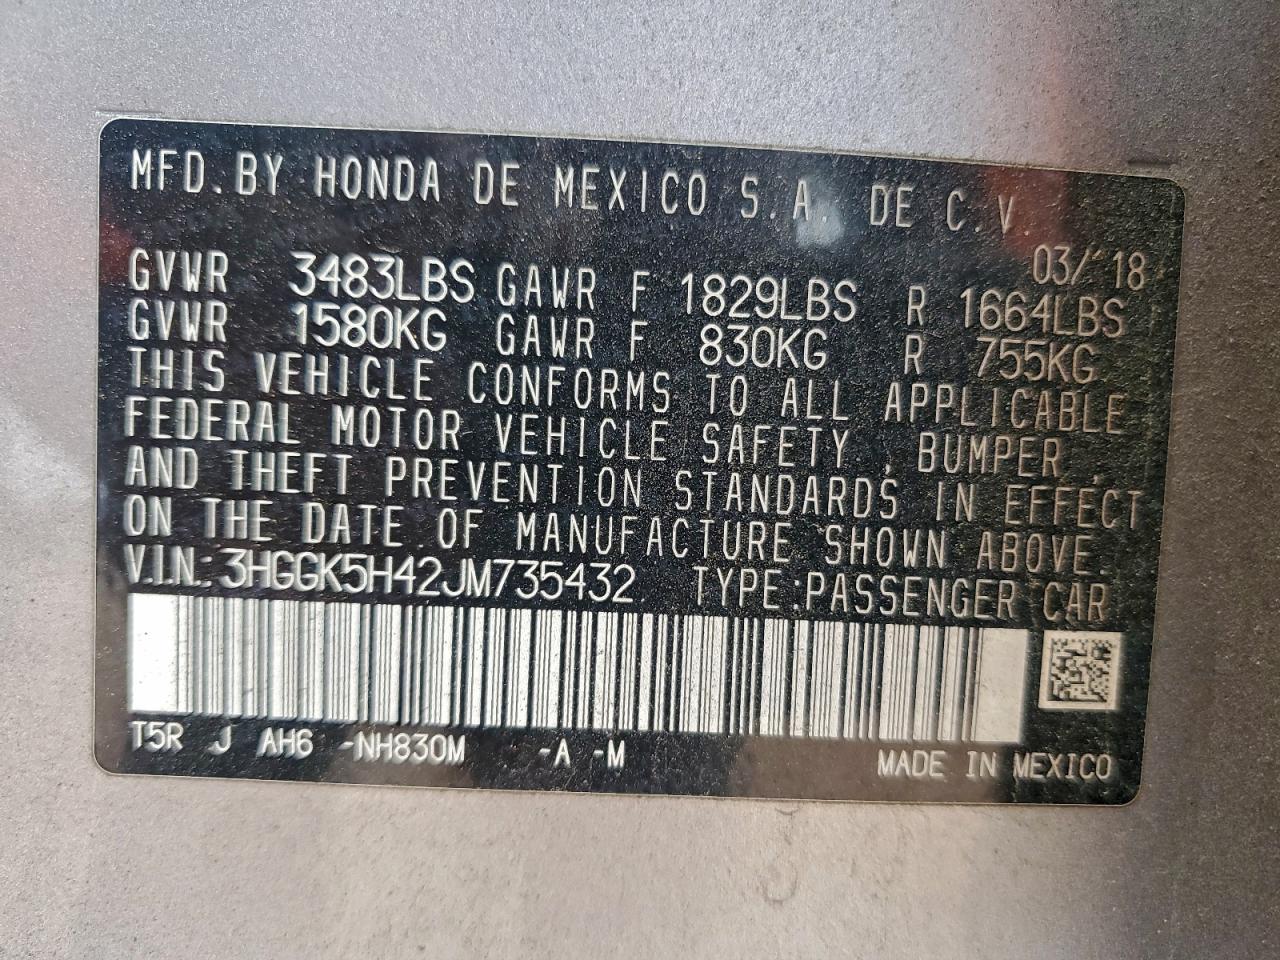 MFD.BY HONDA DE MEXICO S.A. DE C.V.
03/'18
GVWR 3483LBS GAWR F 1829LBS R 1664LBS
GVWR 1580KG GAWR F 830KG R 755KG
THIS VEHICLE CONFORMS TO ALL APPLICABLE
FEDERAL MOTOR VEHICLE SAFETY , BUMPER ,
AND THEFT PREVENTION STANDARDS IN EFFECT
ON THE DATE OF MANUFACTURE SHOWN ABOVE.
V.I.N.:3HGGK5H42JM735432 TYPE:PASSENGER CAR
T5R J AH6 -NH830M -A -M
MADE IN MEXICO